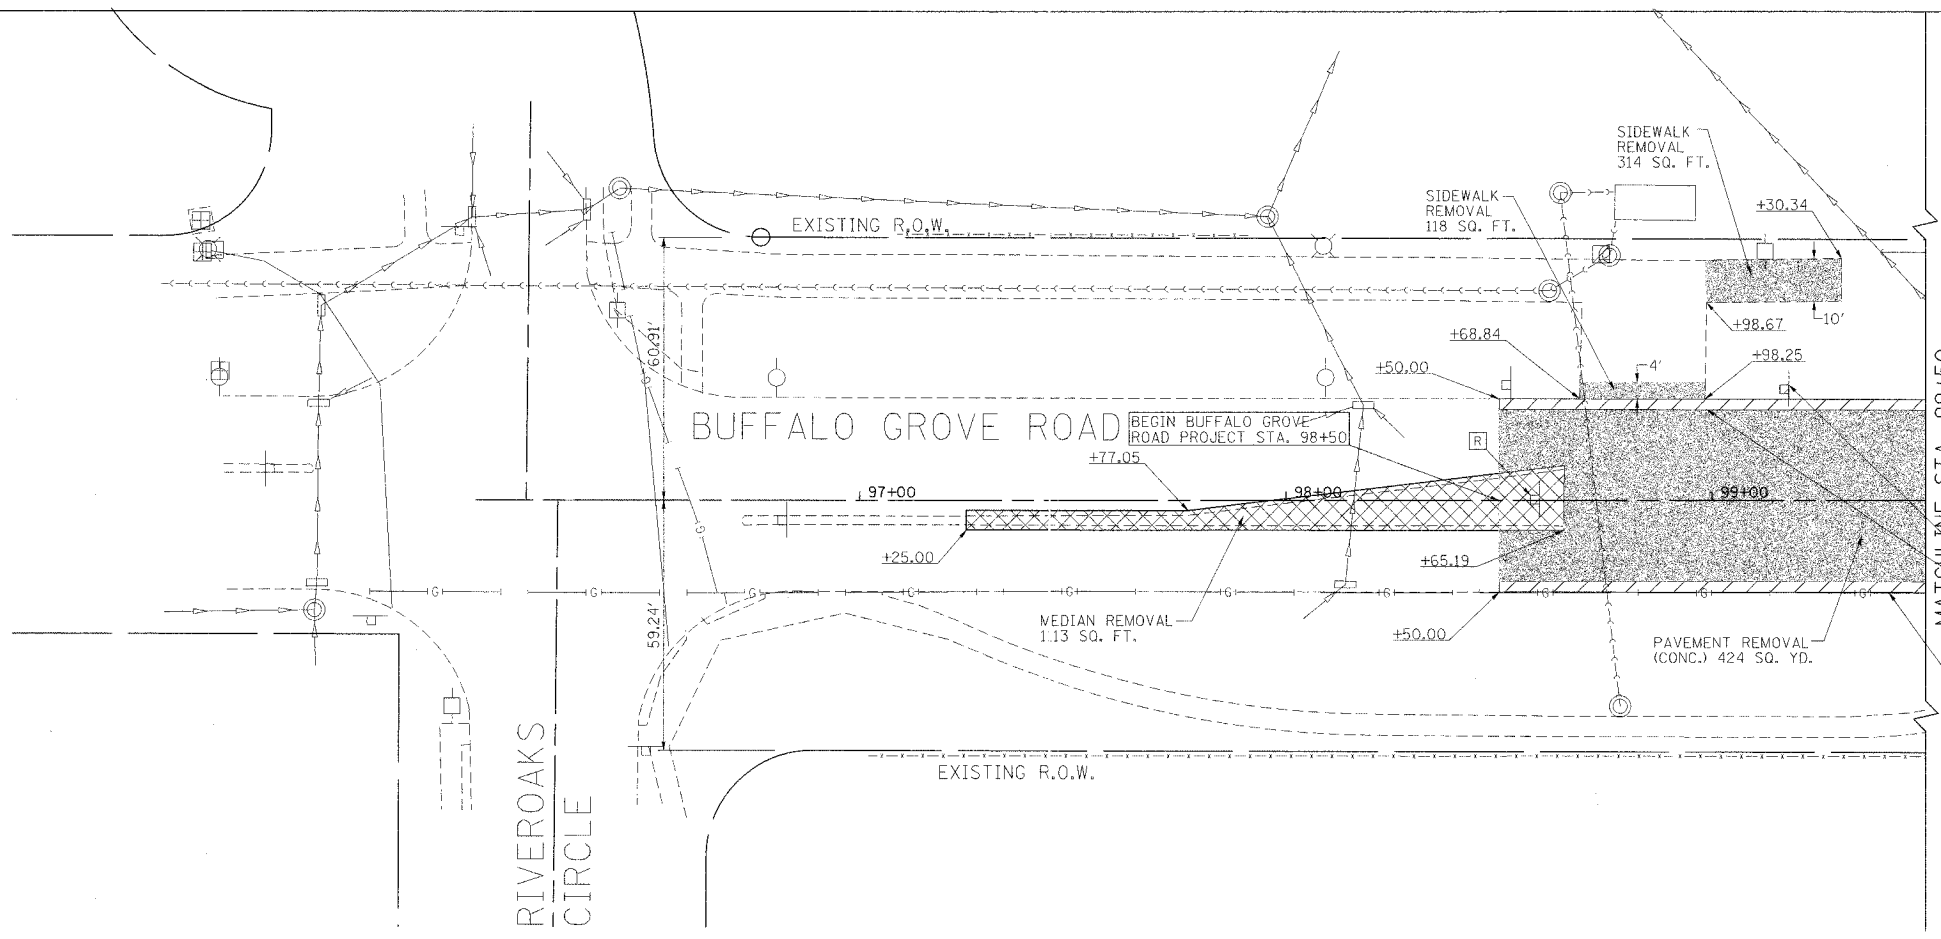 SIDEWALK
REMOVAL
314 SQ. FT.
SIDEWALK
REMOVAL
118 SQ. FT.
+30.34
EXISTING R.O.W.
10'
+98.67
+68.84
+98.25
4'
+50.00
60.91'
BUFFALO GROVE ROAD
BEGIN BUFFALO GROVE
ROAD PROJECT STA. 98+50
R
+77.05
97+00
98+00
99+00
G
+25.00
+65.19
G G G G G G G G G G
MEDIAN REMOVAL
1113 SQ. FT.
59.24'
+50.00
PAVEMENT REMOVAL
(CONC.) 424 SQ. YD.
EXISTING R.O.W.
RIVEROAKS
CIRCLE